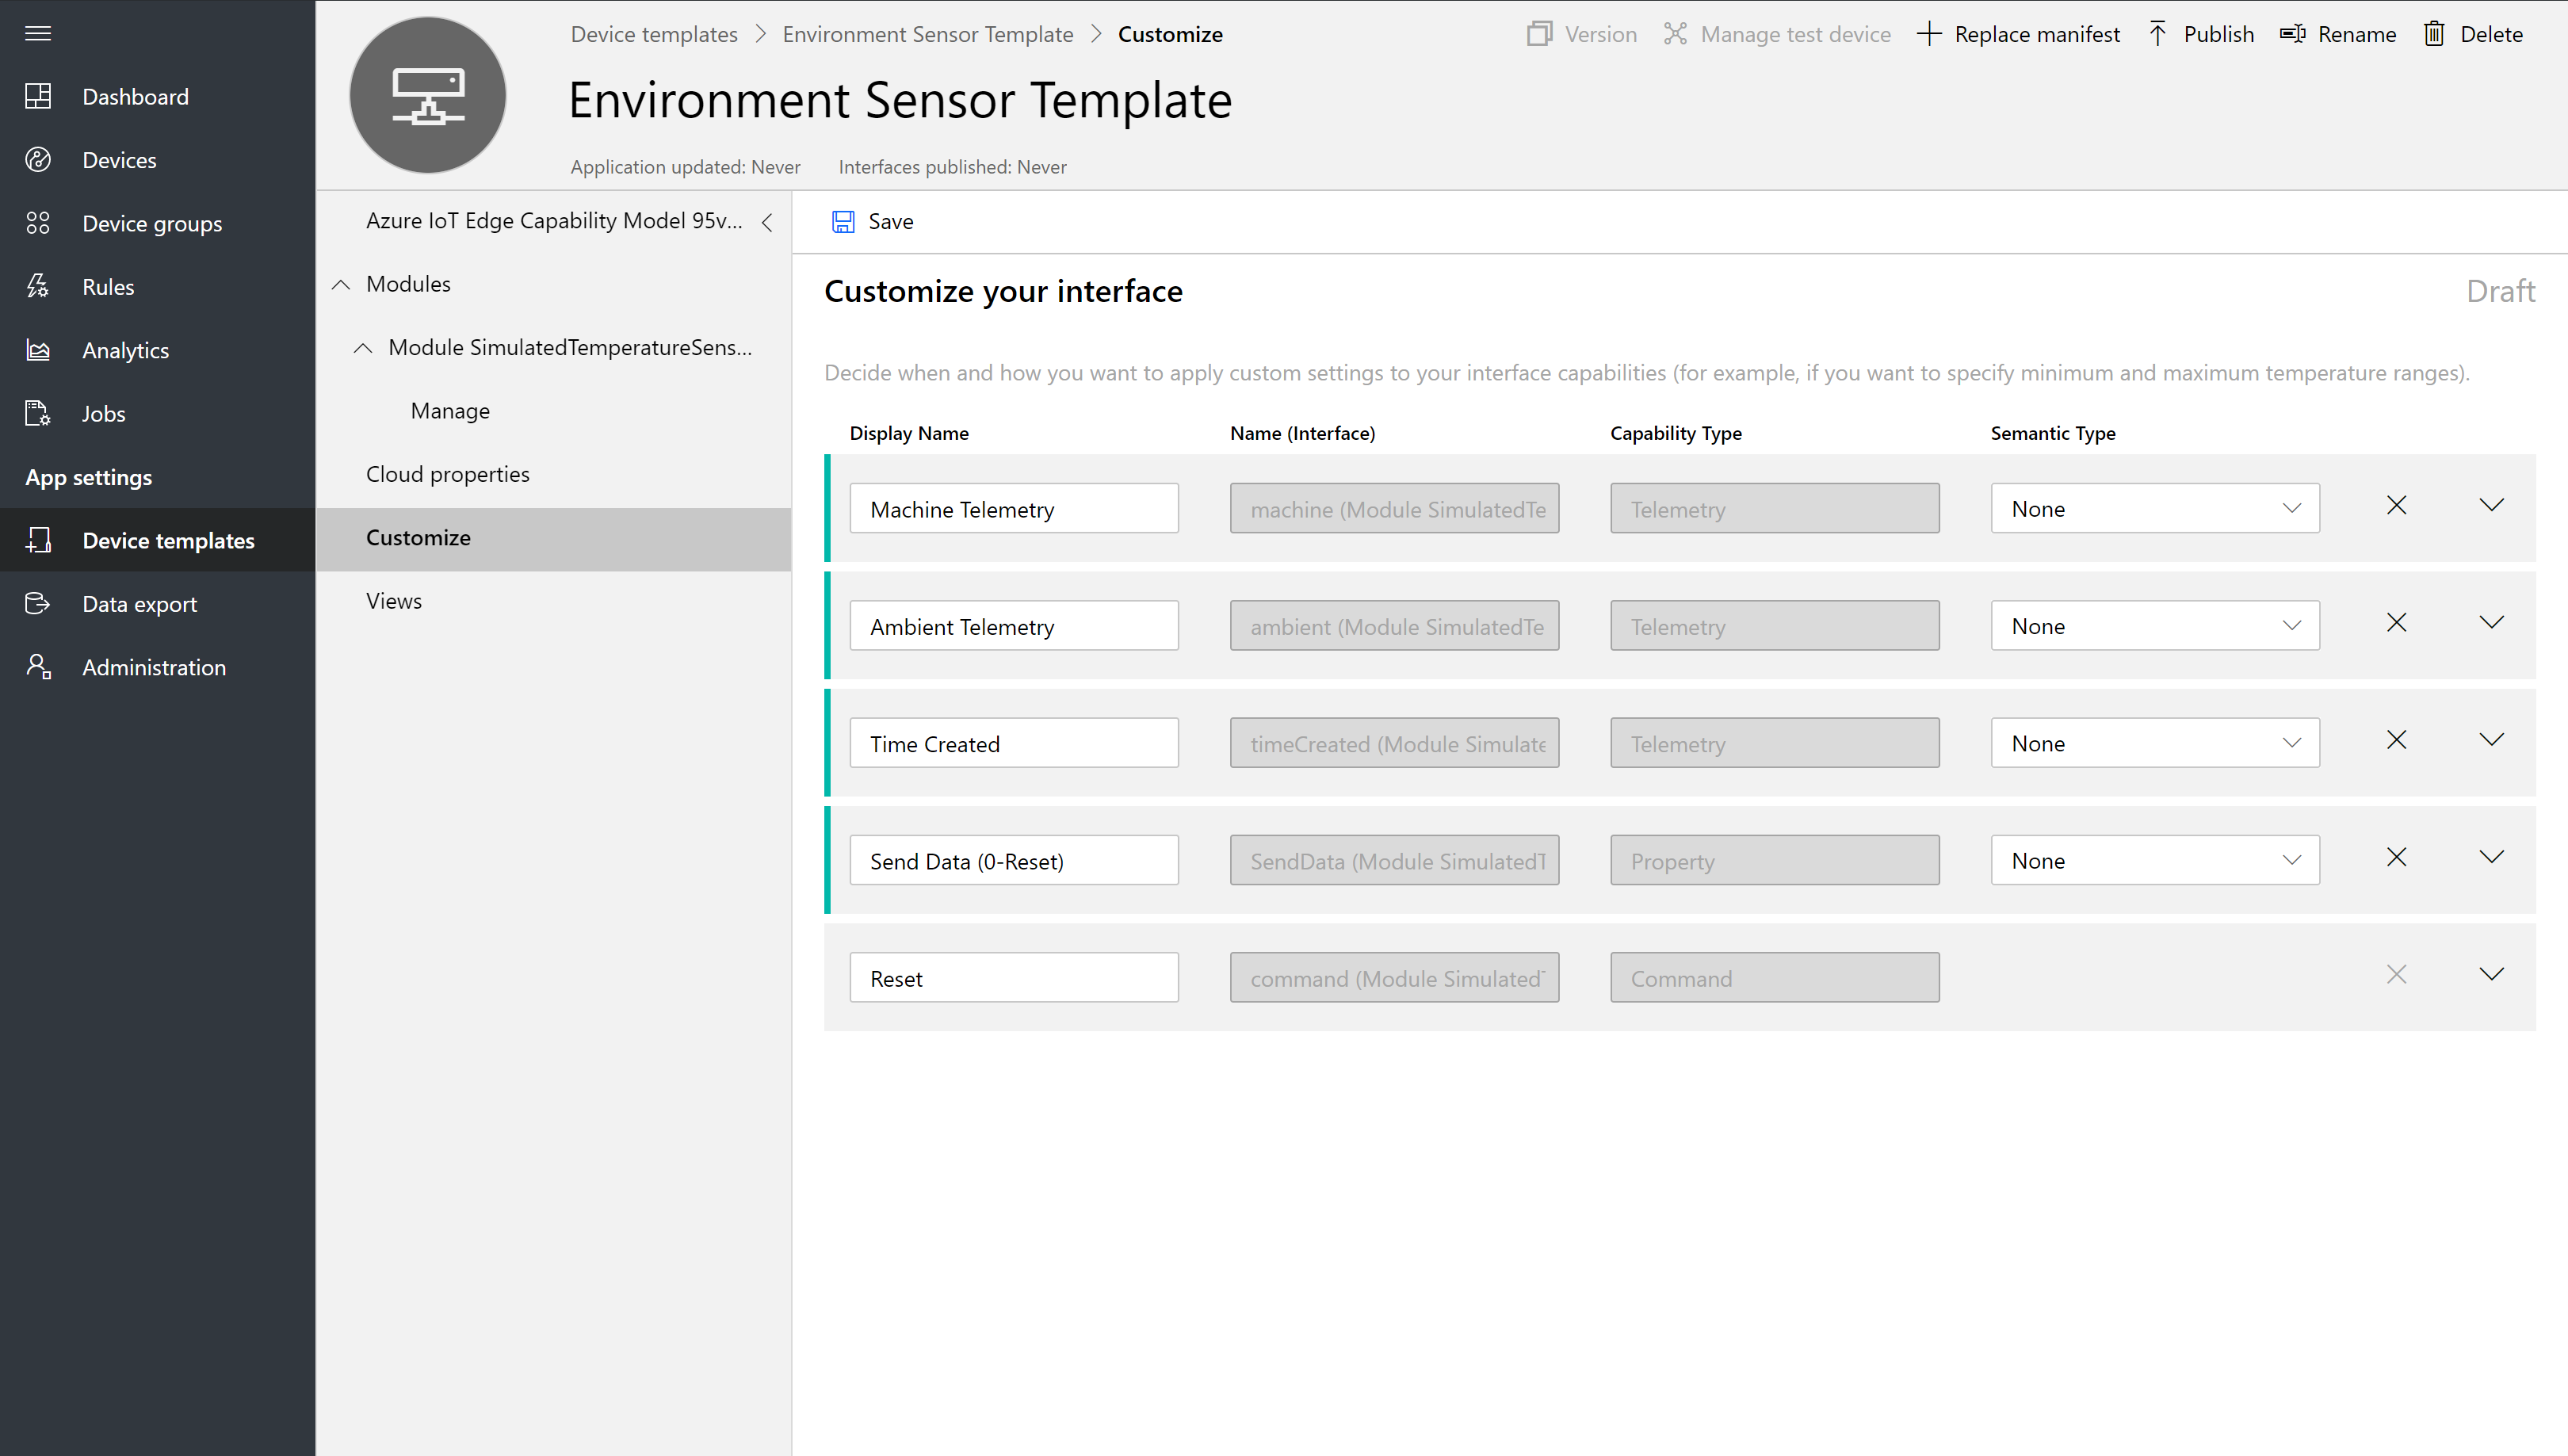 Dashboard
Devices
Device groups
Rules
Analytics
Jobs
App settings
Device templates
Data export
Administration
Device templates > Environment Sensor Template > Customize
Version
Manage test device
Replace manifest
Publish
Rename
Delete
Environment Sensor Template
Application updated: Never Interfaces published: Never
Azure IoT Edge Capability Model 95v...
Modules
Module SimulatedTemperatureSens...
Manage
Cloud properties
Customize
Views
Save
Customize your interface
Draft
Decide when and how you want to apply custom settings to your interface capabilities (for example, if you want to specify minimum and maximum temperature ranges).
Display Name Name (Interface) Capability Type Semantic Type
Machine Telemetry machine (Module SimulatedTe Telemetry None
Ambient Telemetry ambient (Module SimulatedTe Telemetry None
Time Created timeCreated (Module Simulate Telemetry None
Send Data (0-Reset) SendData (Module SimulatedT Property None
Reset command (Module Simulated Command